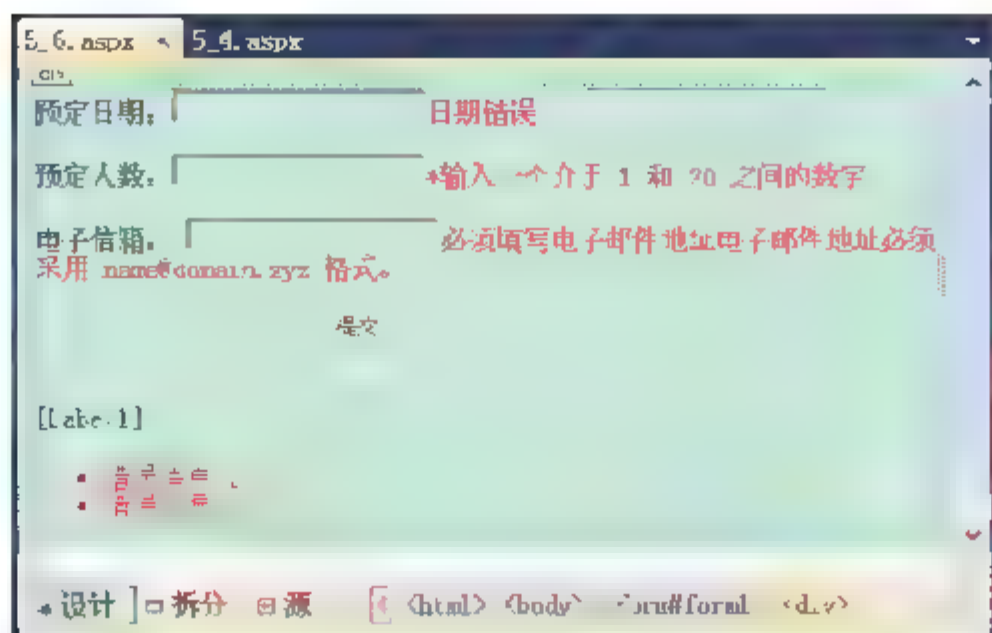 5_6.aspx 5_4.aspx
预定日期: 日期错误
预定人数: *输入一个介于 1 和 20 之间的数字
电子信箱: 必须填写电子邮件地址电子邮件地址必须
采用 name@domain.xyz 格式。
提交
[Label1]
设计 拆分 源 <html> <body> <div>